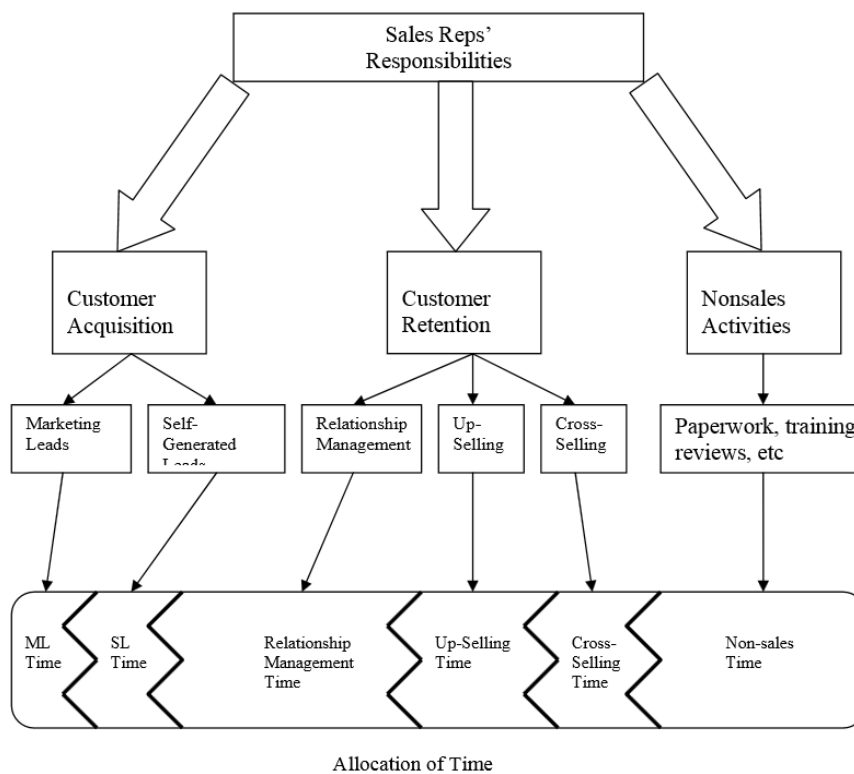 Sales Reps’
Responsibilities
Customer
Acquisition
Customer
Retention
Nonsales
Activities
Marketing
Leads
Self-
Generated
Leads
Relationship
Management
Up-
Selling
Cross-
Selling
Paperwork, training
reviews, etc
ML
Time
SL
Time
Relationship
Management
Time
Up-Selling
Time
Cross-
Selling
Time
Non-sales
Time
Allocation of Time